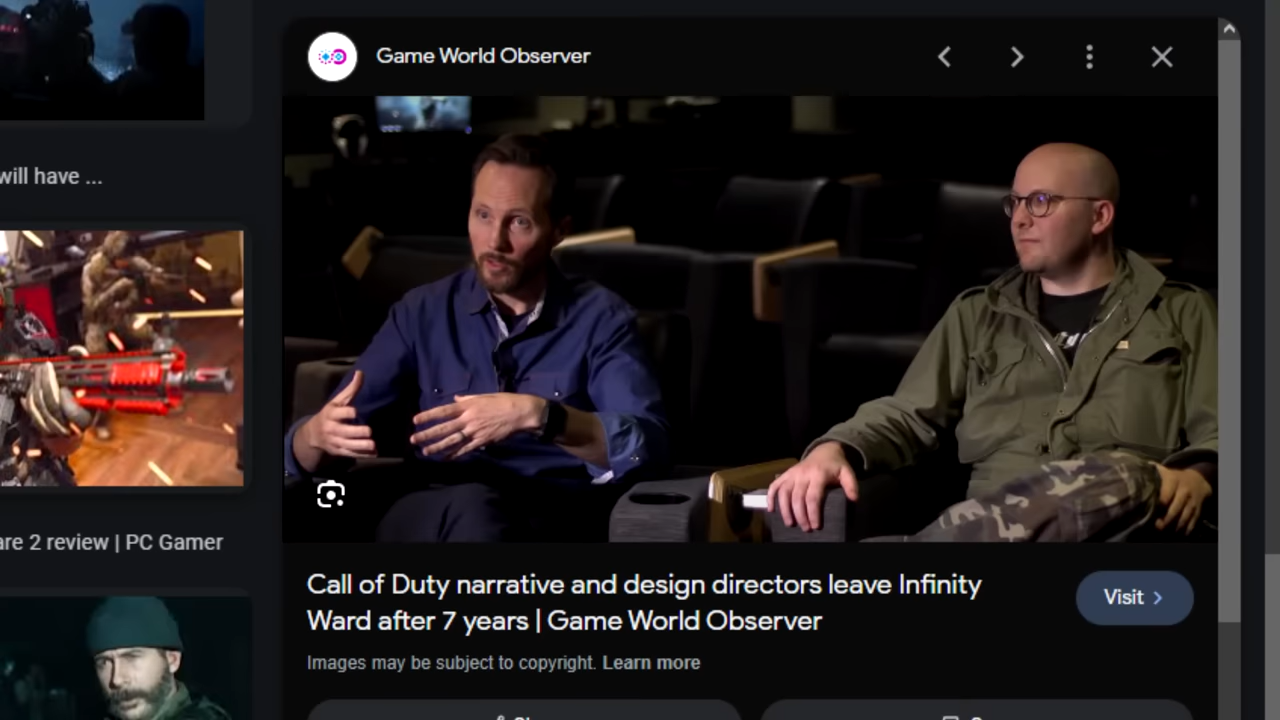 Game World Observer
will have ...
are 2 review | PC Gamer
Call of Duty narrative and design directors leave Infinity
Ward after 7 years | Game World Observer
Visit
Images may be subject to copyright. Learn more